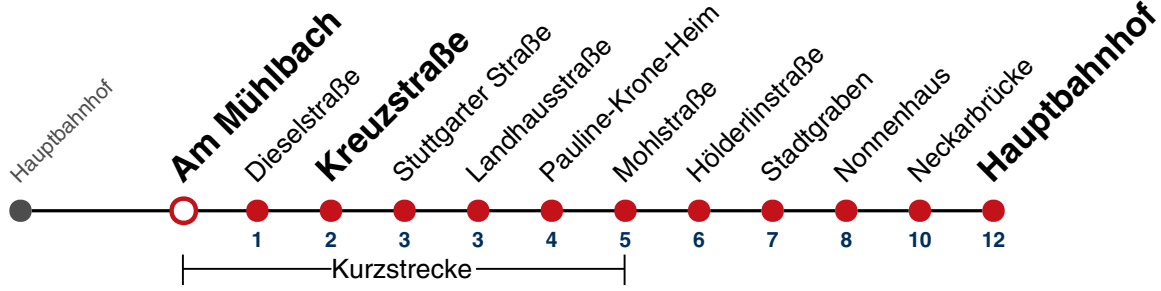 Hauptbahnhof
Am Mühlbach
Dieselstraße
Kreuzstraße
Stuttgarter Straße
Landhausstraße
Pauline-Krone-Heim
Mohlstraße
Hölderlinstraße
Stadtgraben
Nonnenhaus
Neckarbrücke
Hauptbahnhof
1 2 3 3 4 5 6 7 8 10 12
Kurzstrecke